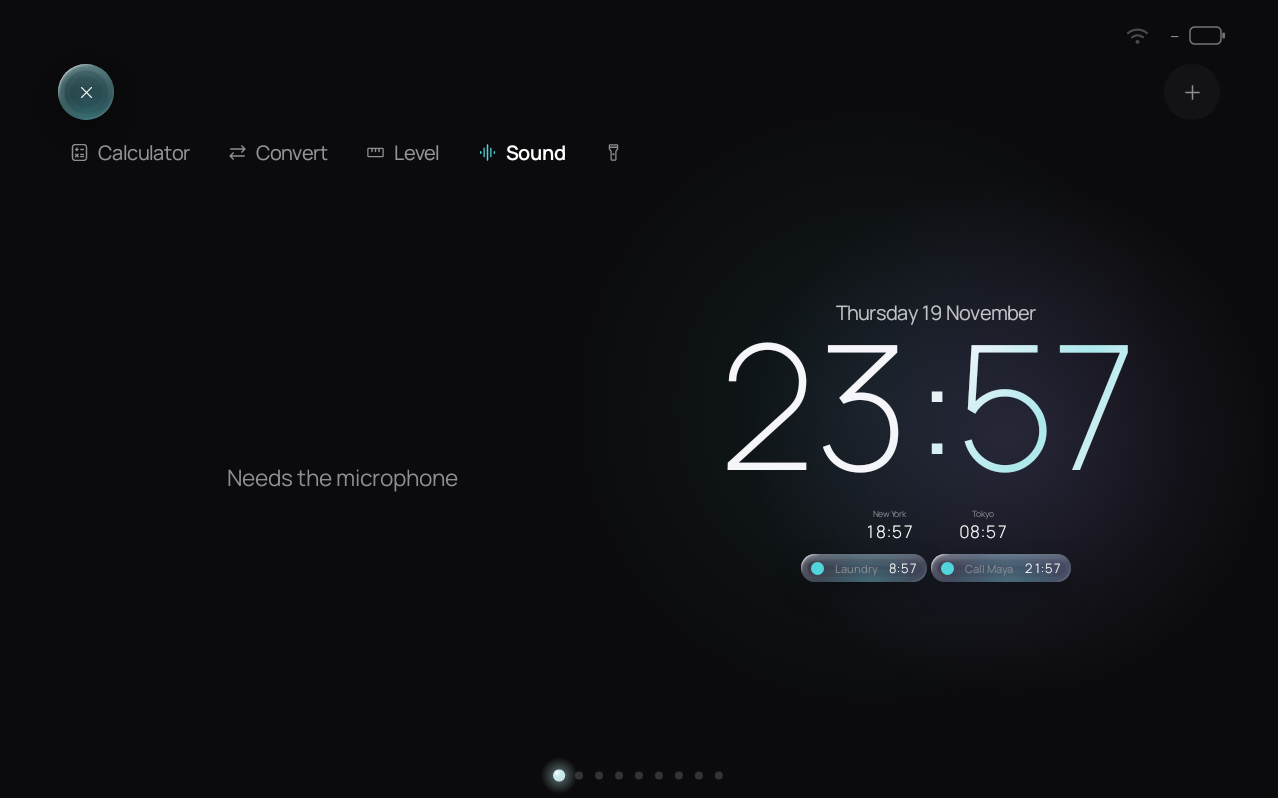 –
Calculator Convert Level Sound
Thursday 19 November
23:57
Needs the microphone
New York Tokyo
18:57 08:57
Laundry 8:57 Call Maya 21:57